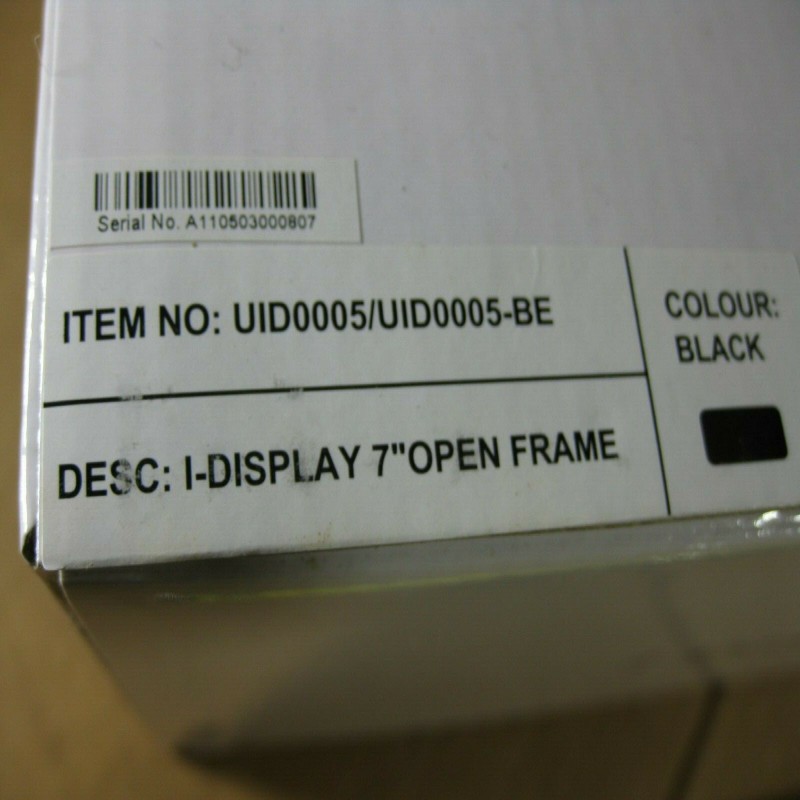 Serial No. A110503000807
ITEM NO: UID0005/UID0005-BE
COLOUR:
BLACK
DESC: I-DISPLAY 7"OPEN FRAME